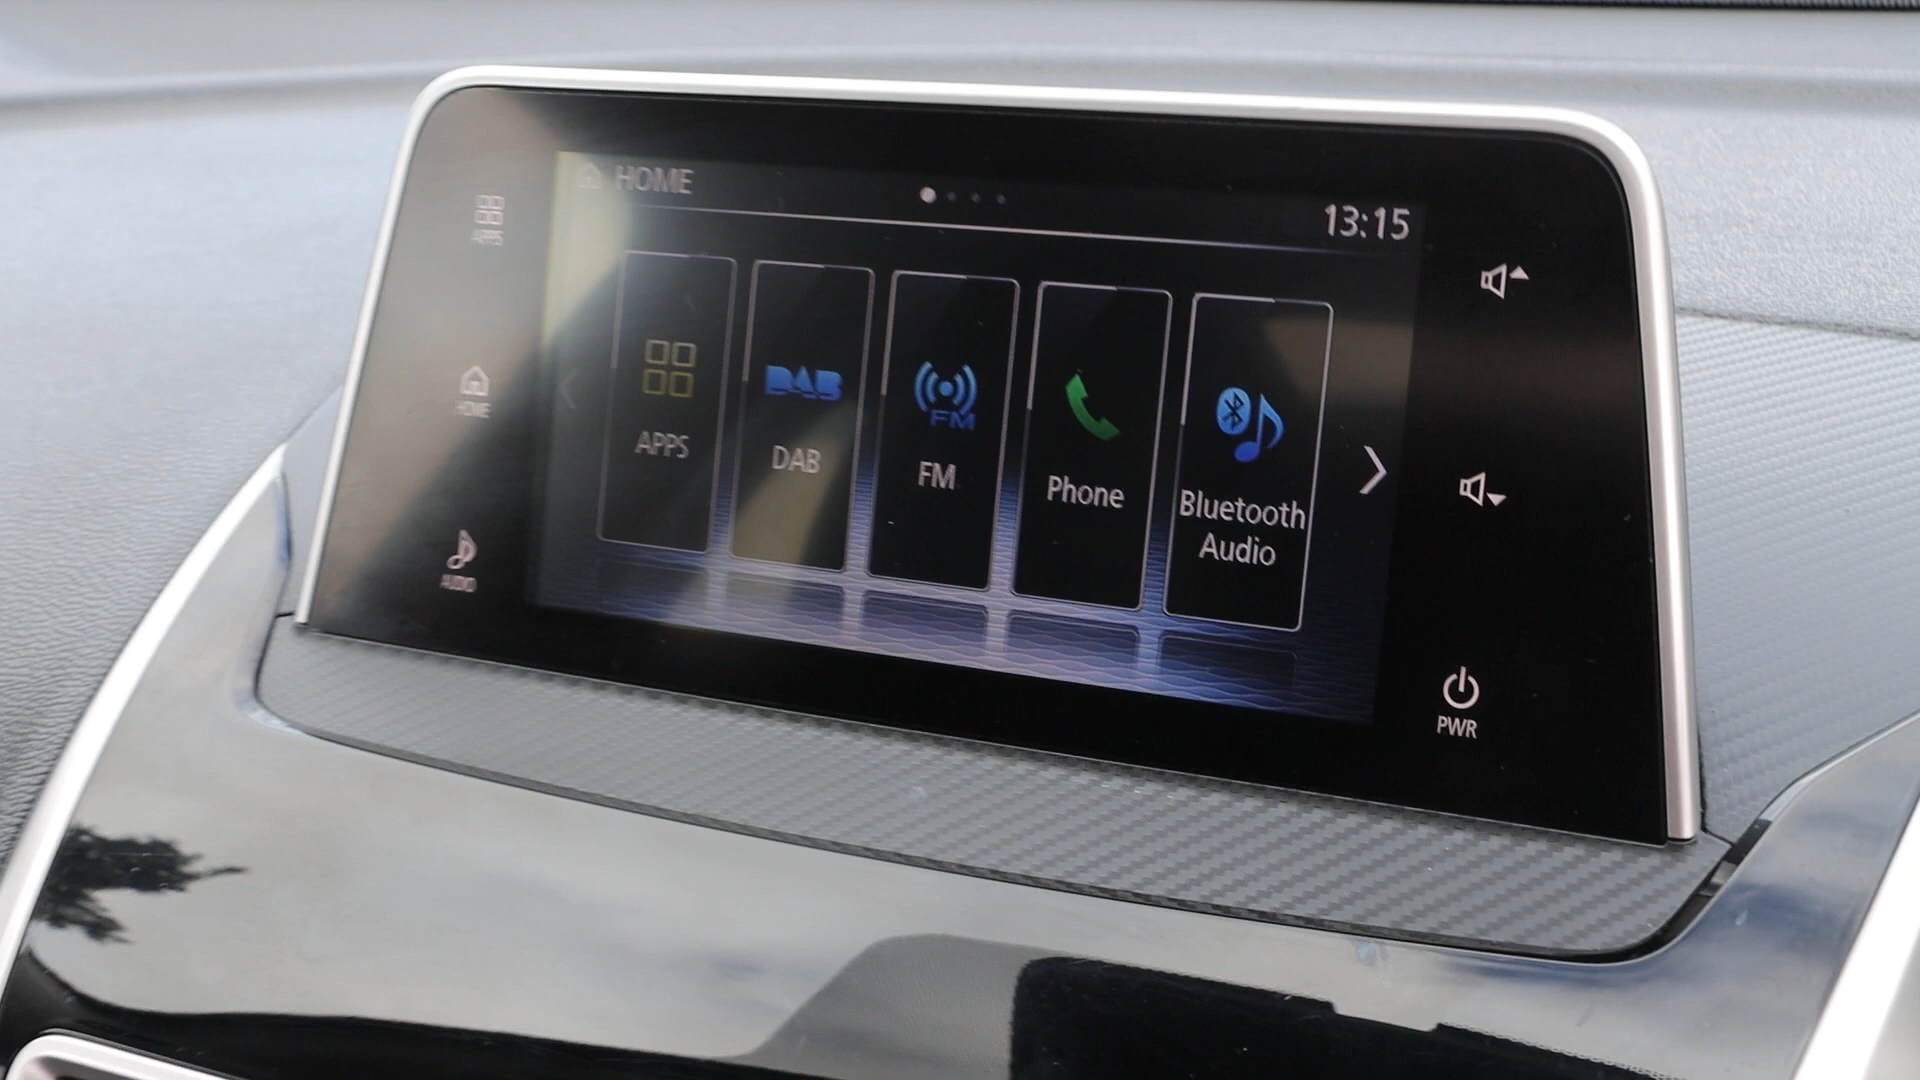 HOME
13:15
APPS
HOME
AUDIO
APPS
DAB
DAB
FM
FM
Phone
Bluetooth
Audio
PWR